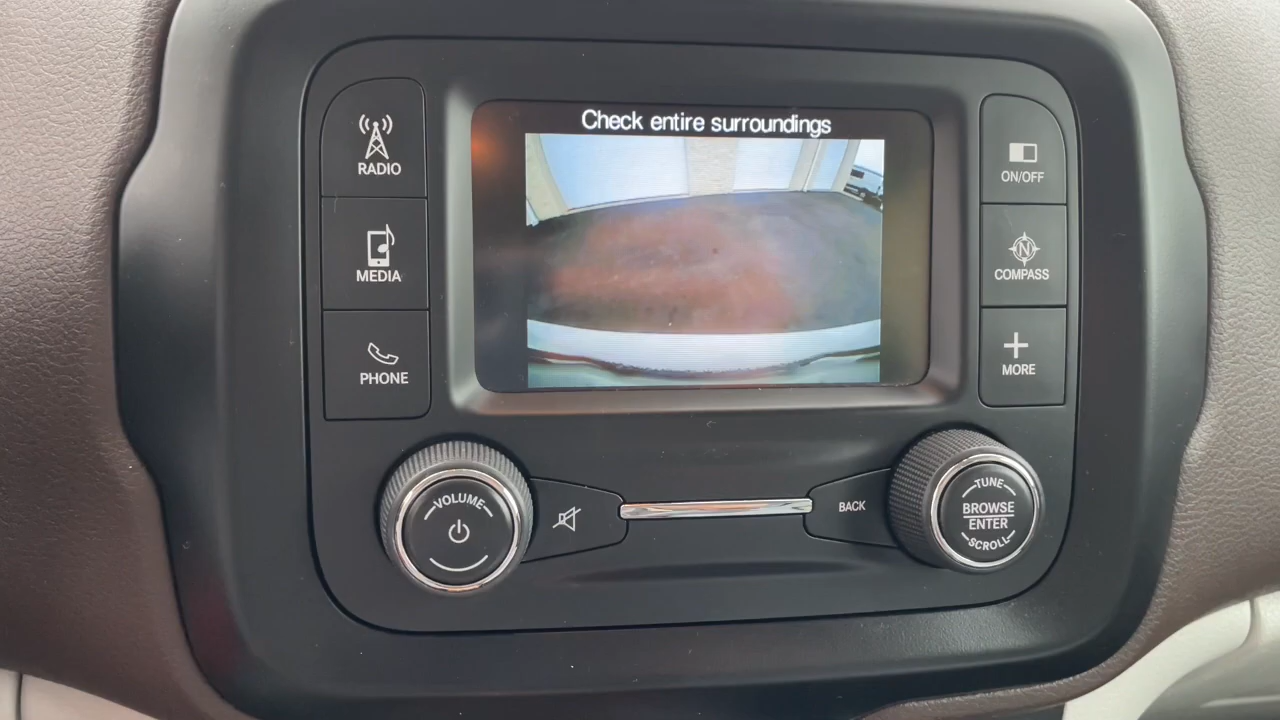 Check entire surroundings
RADIO
MEDIA
PHONE
ON/OFF
N
COMPASS
MORE
VOLUME
BACK
TUNE
BROWSE
ENTER
SCROLL